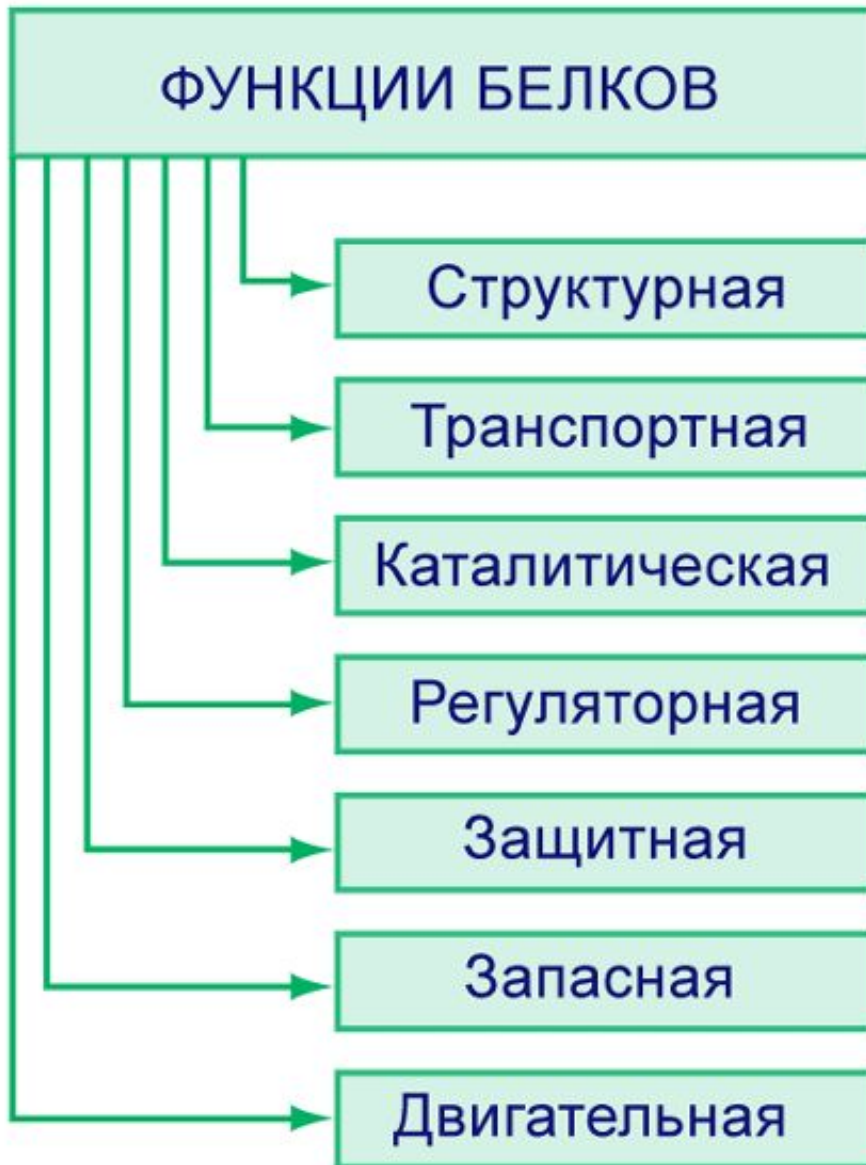 ФУНКЦИИ БЕЛКОВ
Структурная
Транспортная
Каталитическая
Регуляторная
Защитная
Запасная
Двигательная